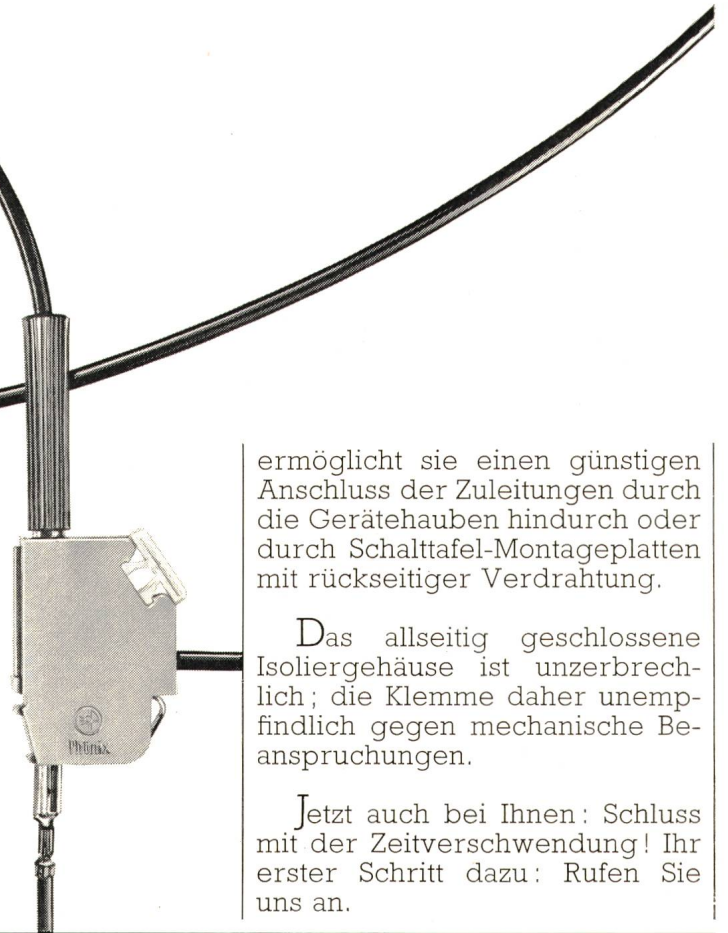 ermöglicht sie einen günstigen
Anschluss der Zuleitungen durch
die Gerätehauben hindurch oder
durch Schalttafel-Montageplatten
mit rückseitiger Verdrahtung.
Das allseitig geschlossene
Isoliergehäuse ist unzerbrech-
lich; die Klemme daher unemp-
findlich gegen mechanische Be-
anspruchungen.
Jetzt auch bei Ihnen: Schluss
mit der Zeitverschwendung! Ihr
erster Schritt dazu: Rufen Sie
uns an.
Phönix